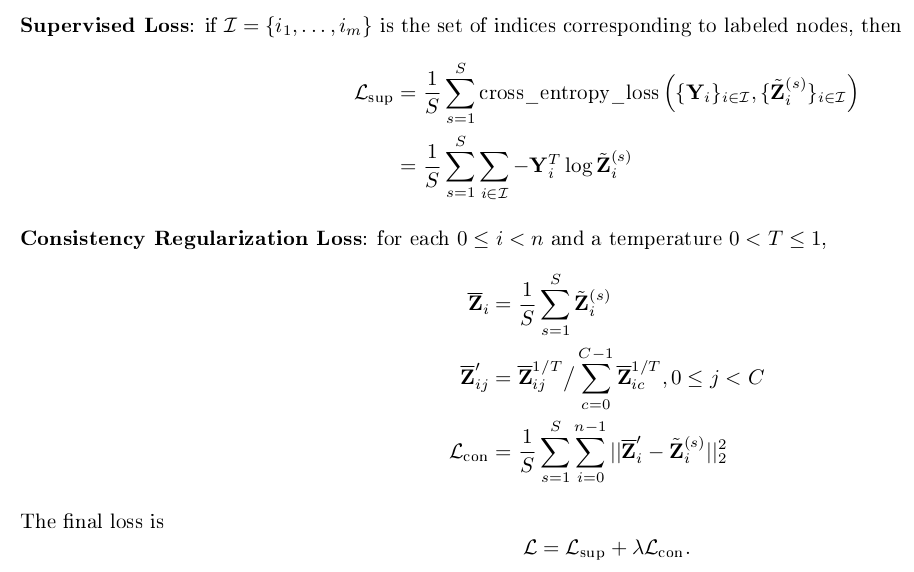 Supervised Loss: if $\mathcal{I} = \{i_1, \ldots, i_m\}$ is the set of indices corresponding to labeled nodes, then
$\mathcal{L}_{\text{sup}} = \frac{1}{S} \sum_{s=1}^{S} \text{cross\_entropy\_loss}\left(\{\mathbf{Y}_i\}_{i \in \mathcal{I}}, \{\tilde{\mathbf{Z}}_i^{(s)}\}_{i \in \mathcal{I}}\right)$
$= \frac{1}{S} \sum_{s=1}^{S} \sum_{i \in \mathcal{I}} -\mathbf{Y}_i^T \log \tilde{\mathbf{Z}}_i^{(s)}$
Consistency Regularization Loss: for each $0 \leq i < n$ and a temperature $0 < T \leq 1$,
$\overline{\mathbf{Z}}_i = \frac{1}{S} \sum_{s=1}^{S} \tilde{\mathbf{Z}}_i^{(s)}$
$\overline{\mathbf{Z}}'_{ij} = \overline{\mathbf{Z}}_{ij}^{1/T} / \sum_{c=0}^{C-1} \overline{\mathbf{Z}}_{ic}^{1/T}, 0 \leq j < C$
$\mathcal{L}_{\text{con}} = \frac{1}{S} \sum_{s=1}^{S} \sum_{i=0}^{n-1} ||\overline{\mathbf{Z}}'_i - \tilde{\mathbf{Z}}_i^{(s)}||_2^2$
The final loss is
$\mathcal{L} = \mathcal{L}_{\text{sup}} + \lambda \mathcal{L}_{\text{con}}.$